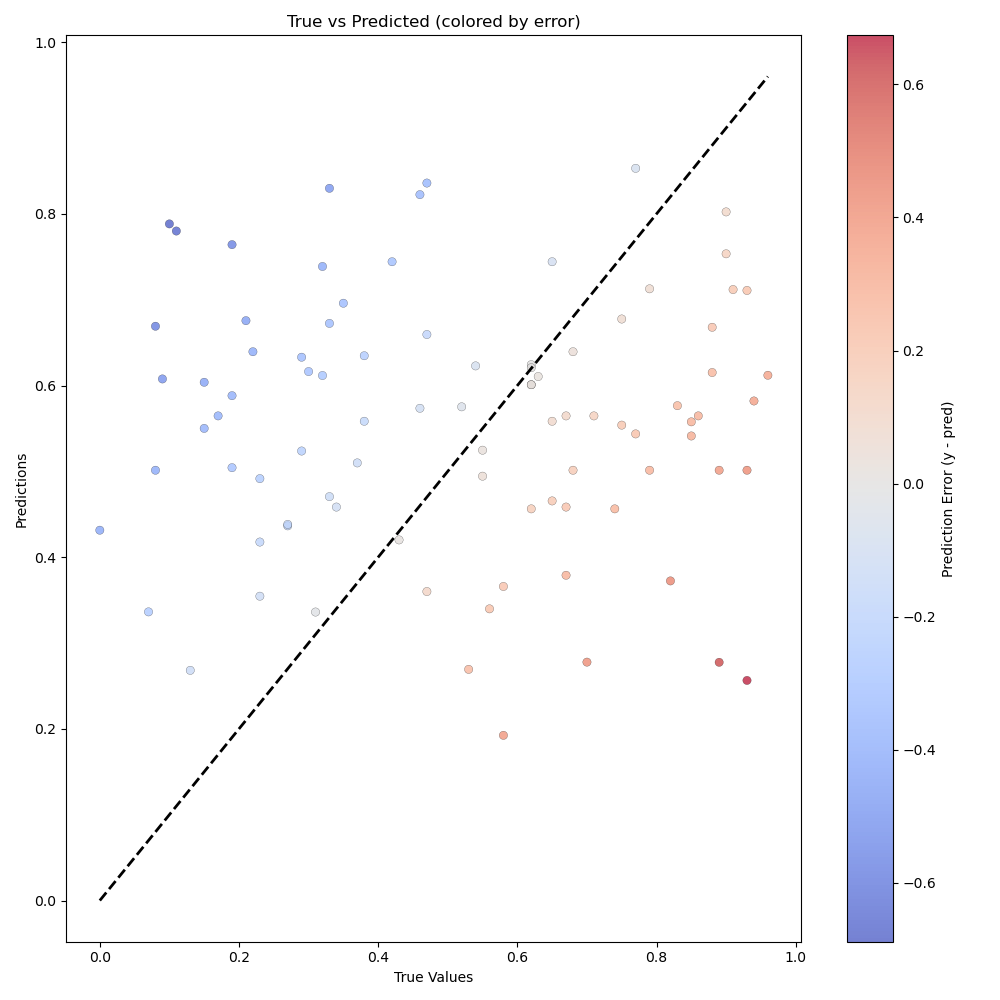 True vs Predicted (colored by error)
1.0
0.8
0.6
0.4
0.2
0.0
Predictions
0.0 0.2 0.4 0.6 0.8 1.0
True Values
0.6
0.4
0.2
0.0
−0.2
−0.4
−0.6
Prediction Error (y - pred)